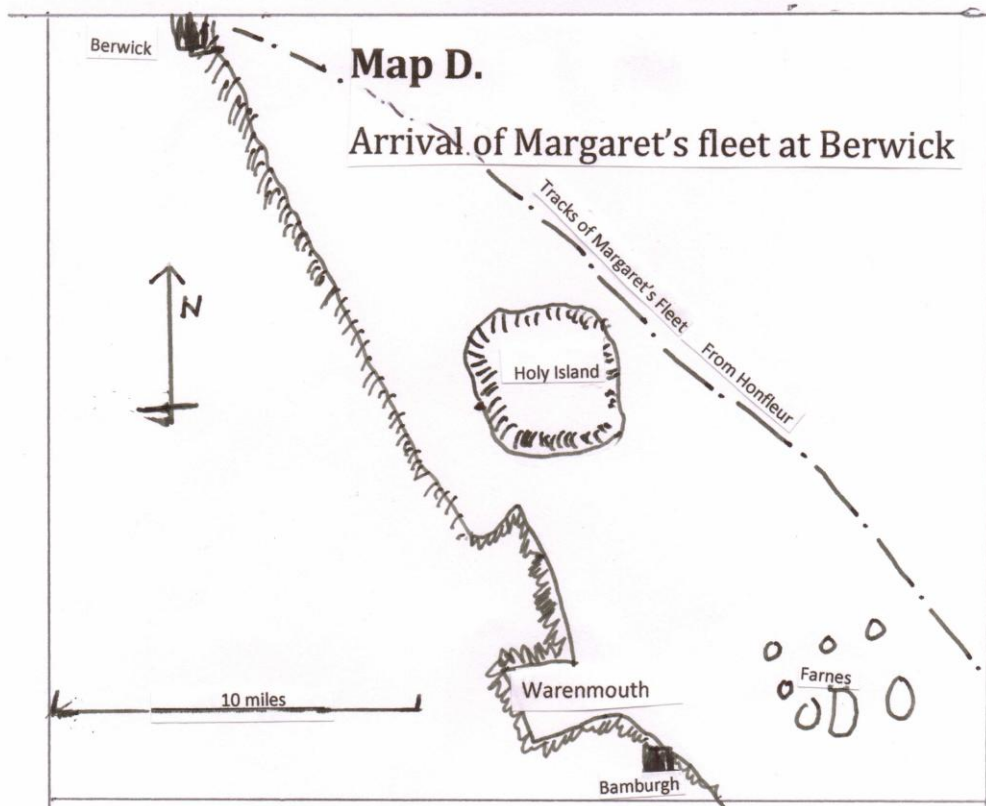 Berwick
Map D.
Arrival of Margaret's fleet at Berwick
Tracks of Margaret's Fleet
From Honfleur
N
Holy Island
Farnes
10 miles
Warenmouth
Bamburgh